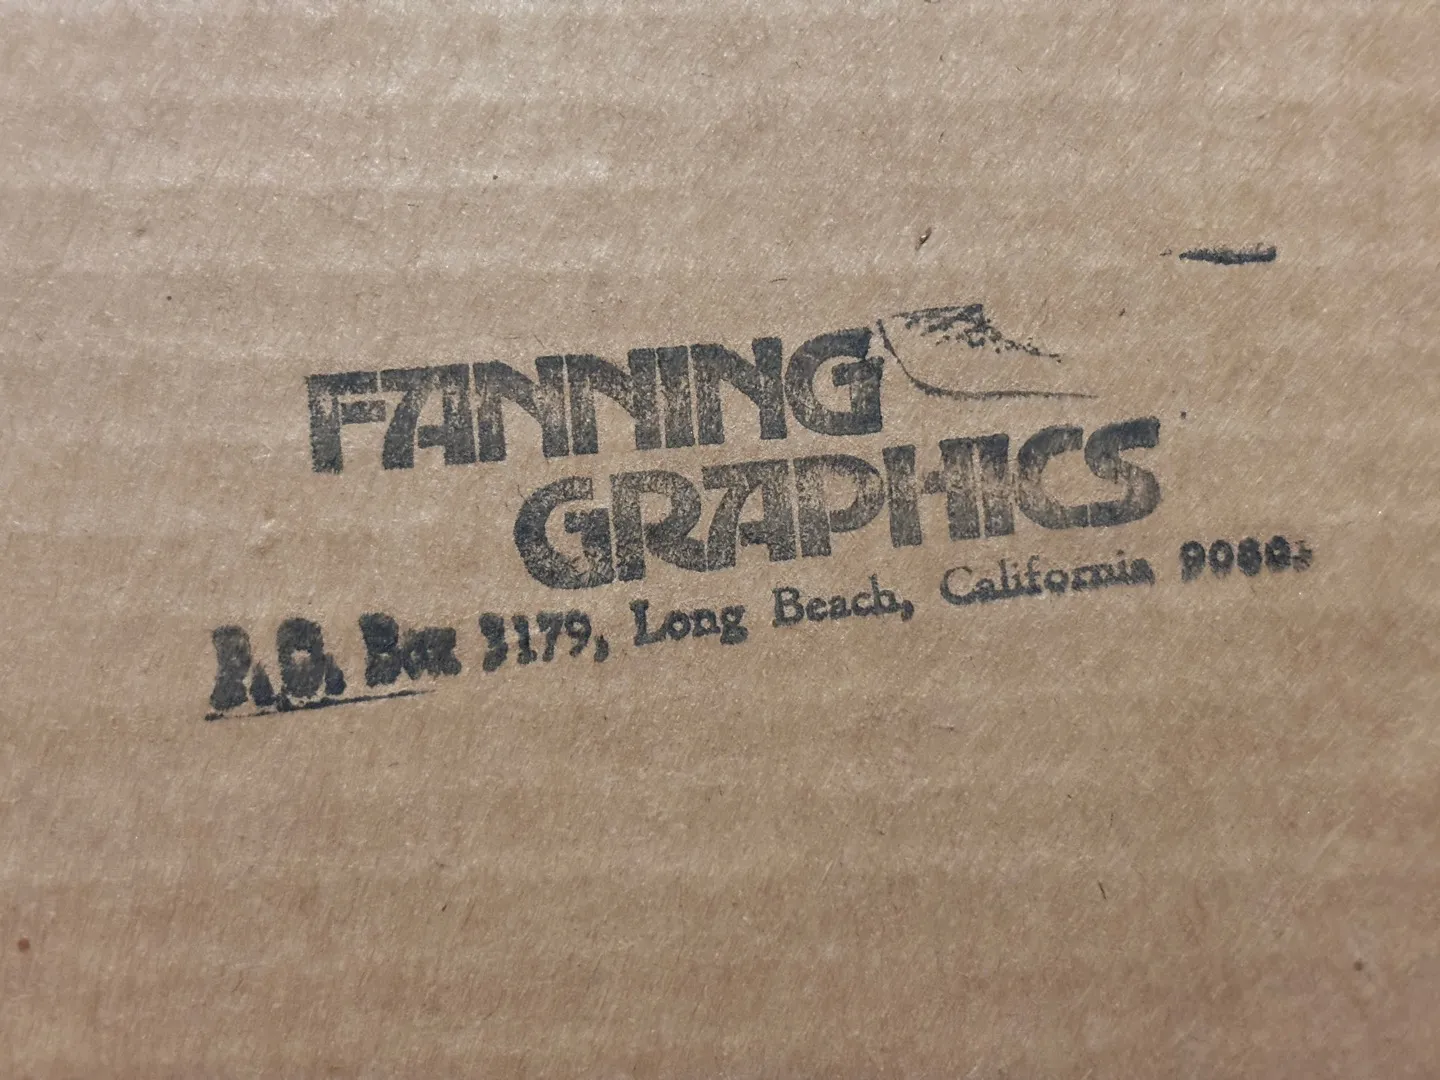 FANNING
GRAPHICS
P.O. Box 3179, Long Beach, California